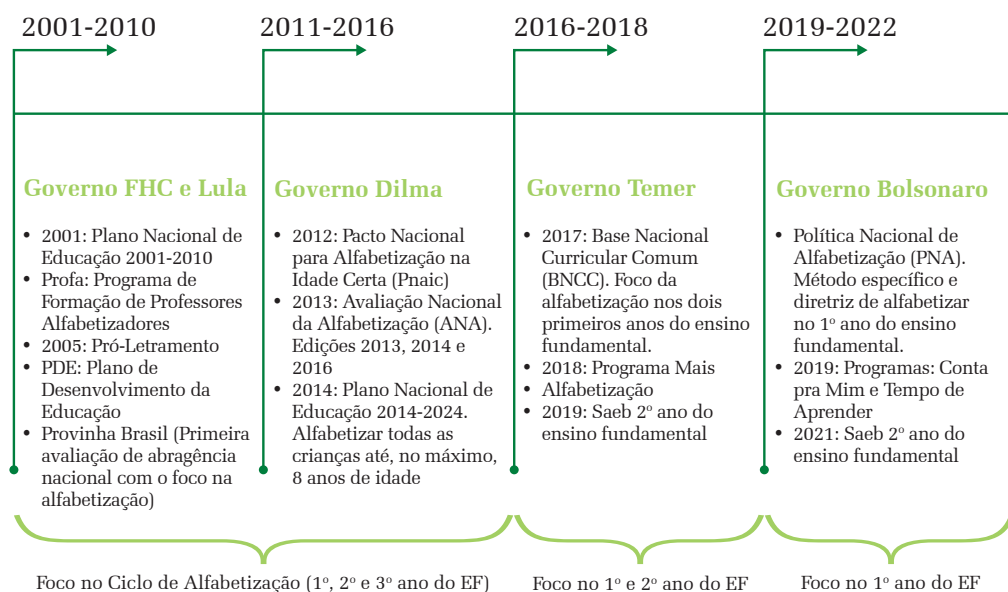 2001-2010
2011-2016
2016-2018
2019-2022
Governo FHC e Lula
• 2001: Plano Nacional de
Educação 2001-2010
• Profa: Programa de
Formação de Professores
Alfabetizadores
• 2005: Pró-Letramento
• PDE: Plano de
Desenvolvimento da
Educação
• Provinha Brasil (Primeira
avaliação de abragência
nacional com o foco na
alfabetização)
Governo Dilma
• 2012: Pacto Nacional
para Alfabetização na
Idade Certa (Pnaic)
• 2013: Avaliação Nacional
da Alfabetização (ANA).
Edições 2013, 2014 e
2016
• 2014: Plano Nacional de
Educação 2014-2024.
Alfabetizar todas as
crianças até, no máximo,
8 anos de idade
Governo Temer
• 2017: Base Nacional
Curricular Comum
(BNCC). Foco da
alfabetização nos dois
primeiros anos do ensino
fundamental.
• 2018: Programa Mais
• Alfabetização
• 2019: Saeb 2º ano do
ensino fundamental
Governo Bolsonaro
• Política Nacional de
Alfabetização (PNA).
Método específico e
diretriz de alfabetizar
no 1º ano do ensino
fundamental.
• 2019: Programas: Conta
pra Mim e Tempo de
Aprender
• 2021: Saeb 2º ano do
ensino fundamental
Foco no Ciclo de Alfabetização (1º, 2º e 3º ano do EF)
Foco no 1º e 2º ano do EF
Foco no 1º ano do EF